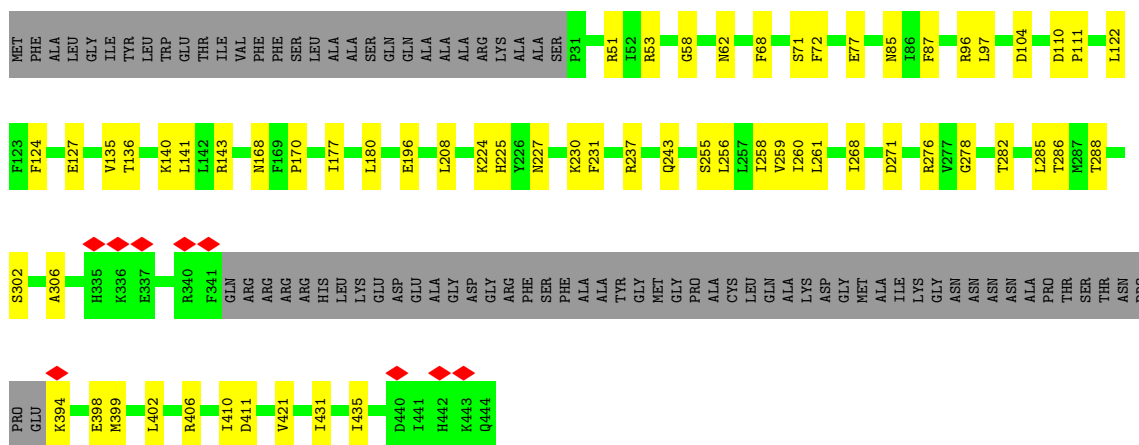 MET PHE ALA LEU GLY ILE TYR LEU TRP GLU THR ILE VAL PHE PHE SER LEU ALA ALA SER GLN GLN ALA ALA ALA ARG LYS ALA ALA SER P31 R51 I52 R53 G58 N62 F68 S71 F72 E77 N85 I86 F87 R96 L97 D104 D110 P111 L122
F123 F124 E127 V135 T136 K140 L141 L142 R143 N168 F169 P170 I177 L180 E196 L208 K224 H225 Y226 N227 K230 F231 R237 Q243 S255 L256 L257 I258 V259 I260 L261 I268 D271 R276 V277 G278 T282 L285 T286 M287 T288
S302 A306 H335 K336 E337 R340 F341 GLN ARG ARG ARG ARG HIS LEU LYS GLU ASP GLU ALA GLY ASP GLY ARG PHE SER PHE ALA ALA TYR GLY MET GLY PRO ALA CYS LEU GLN ALA LYS ASP GLY MET ALA ILE LYS GLY ASN ASN ASN ASN ALA PRO THR SER THR ASN
PRO GLU K394 E398 M399 L402 R406 I410 D411 V421 I431 I435 D440 I441 H442 K443 Q444